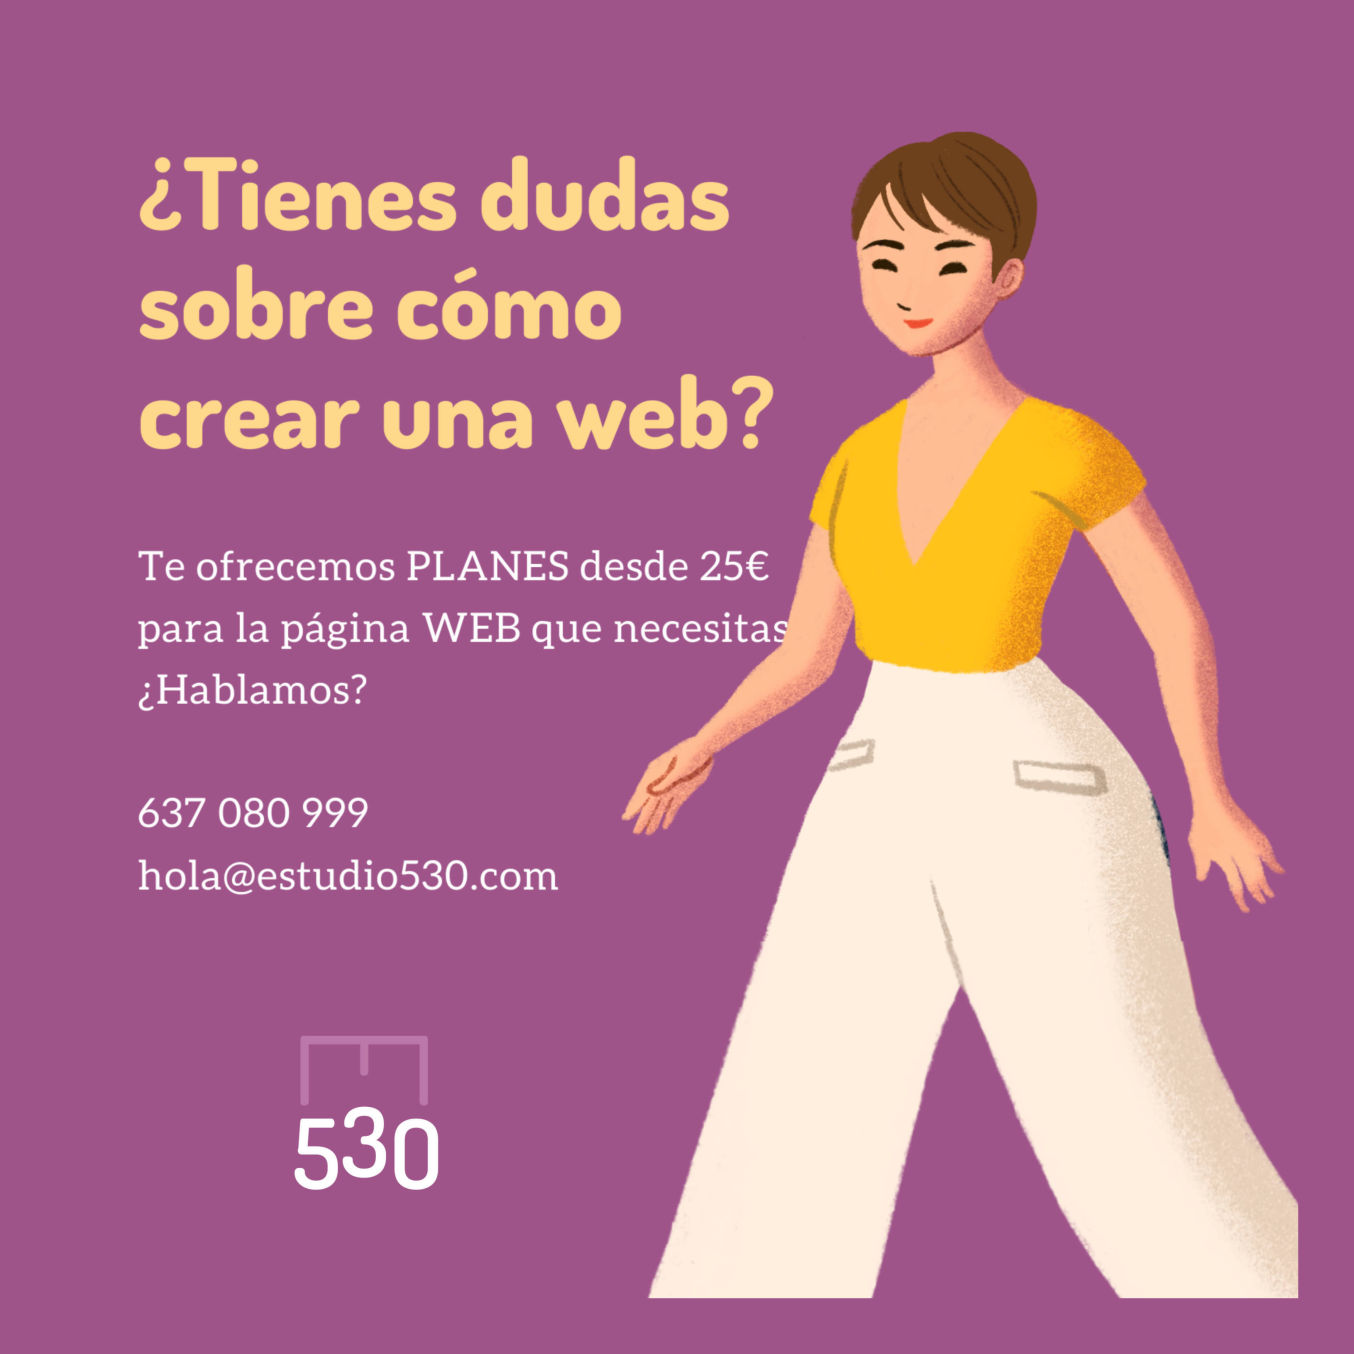 ¿Tienes dudas
sobre cómo
crear una web?
Te ofrecemos PLANES desde 25€
para la página WEB que necesitas
¿Hablamos?
637 080 999
hola@estudio530.com
530